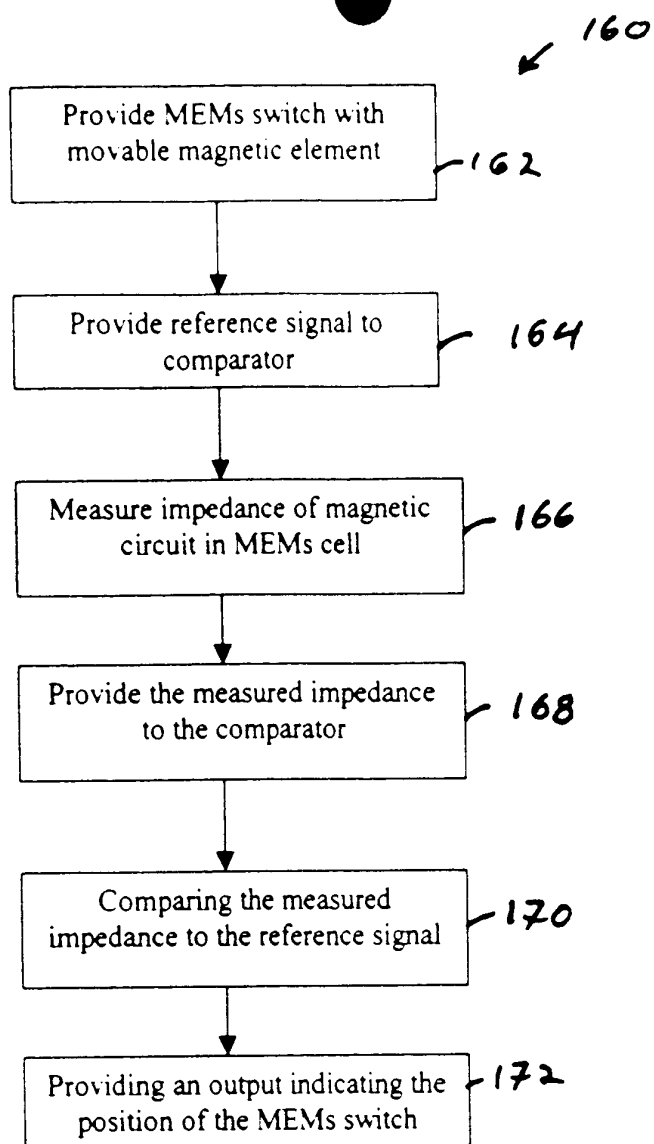 160
Provide MEMs switch with
movable magnetic element
162
Provide reference signal to
comparator
164
Measure impedance of magnetic
circuit in MEMs cell
166
Provide the measured impedance
to the comparator
168
Comparing the measured
impedance to the reference signal
170
Providing an output indicating the
position of the MEMs switch
172